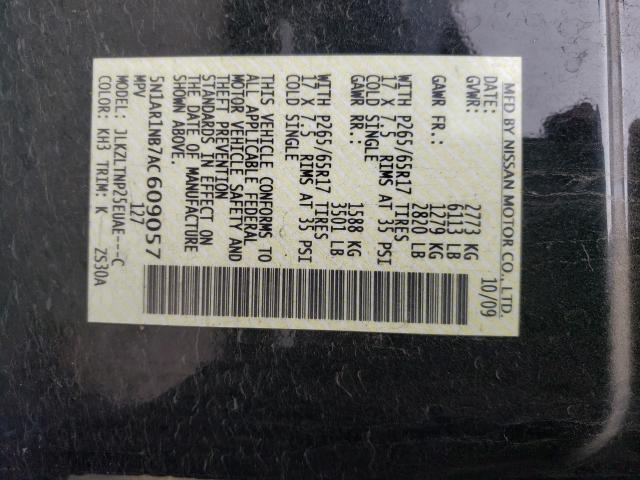 MFD BY NISSAN MOTOR CO., LTD.
DATE: 10/09
GVWR: 2773 KG
6113 LB
GAWR FR.: 1279 KG
2820 LB
WITH P265/65R17 TIRES
17 X 7.5 RIMS AT 35 PSI
COLD SINGLE
GAWR RR.: 1588 KG
3501 LB
WITH P265/65R17 TIRES
17 X 7.5 RIMS AT 35 PSI
COLD SINGLE
THIS VEHICLE CONFORMS TO
ALL APPLICABLE FEDERAL
MOTOR VEHICLE SAFETY AND
THEFT PREVENTION
STANDARDS IN EFFECT ON
THE DATE OF MANUFACTURE
SHOWN ABOVE.
5N1AR1NB7AC609057
MPV 127
MODEL: JLKZLTNP25EUAE---C
COLOR: KH3 TRIM: K ZS30A